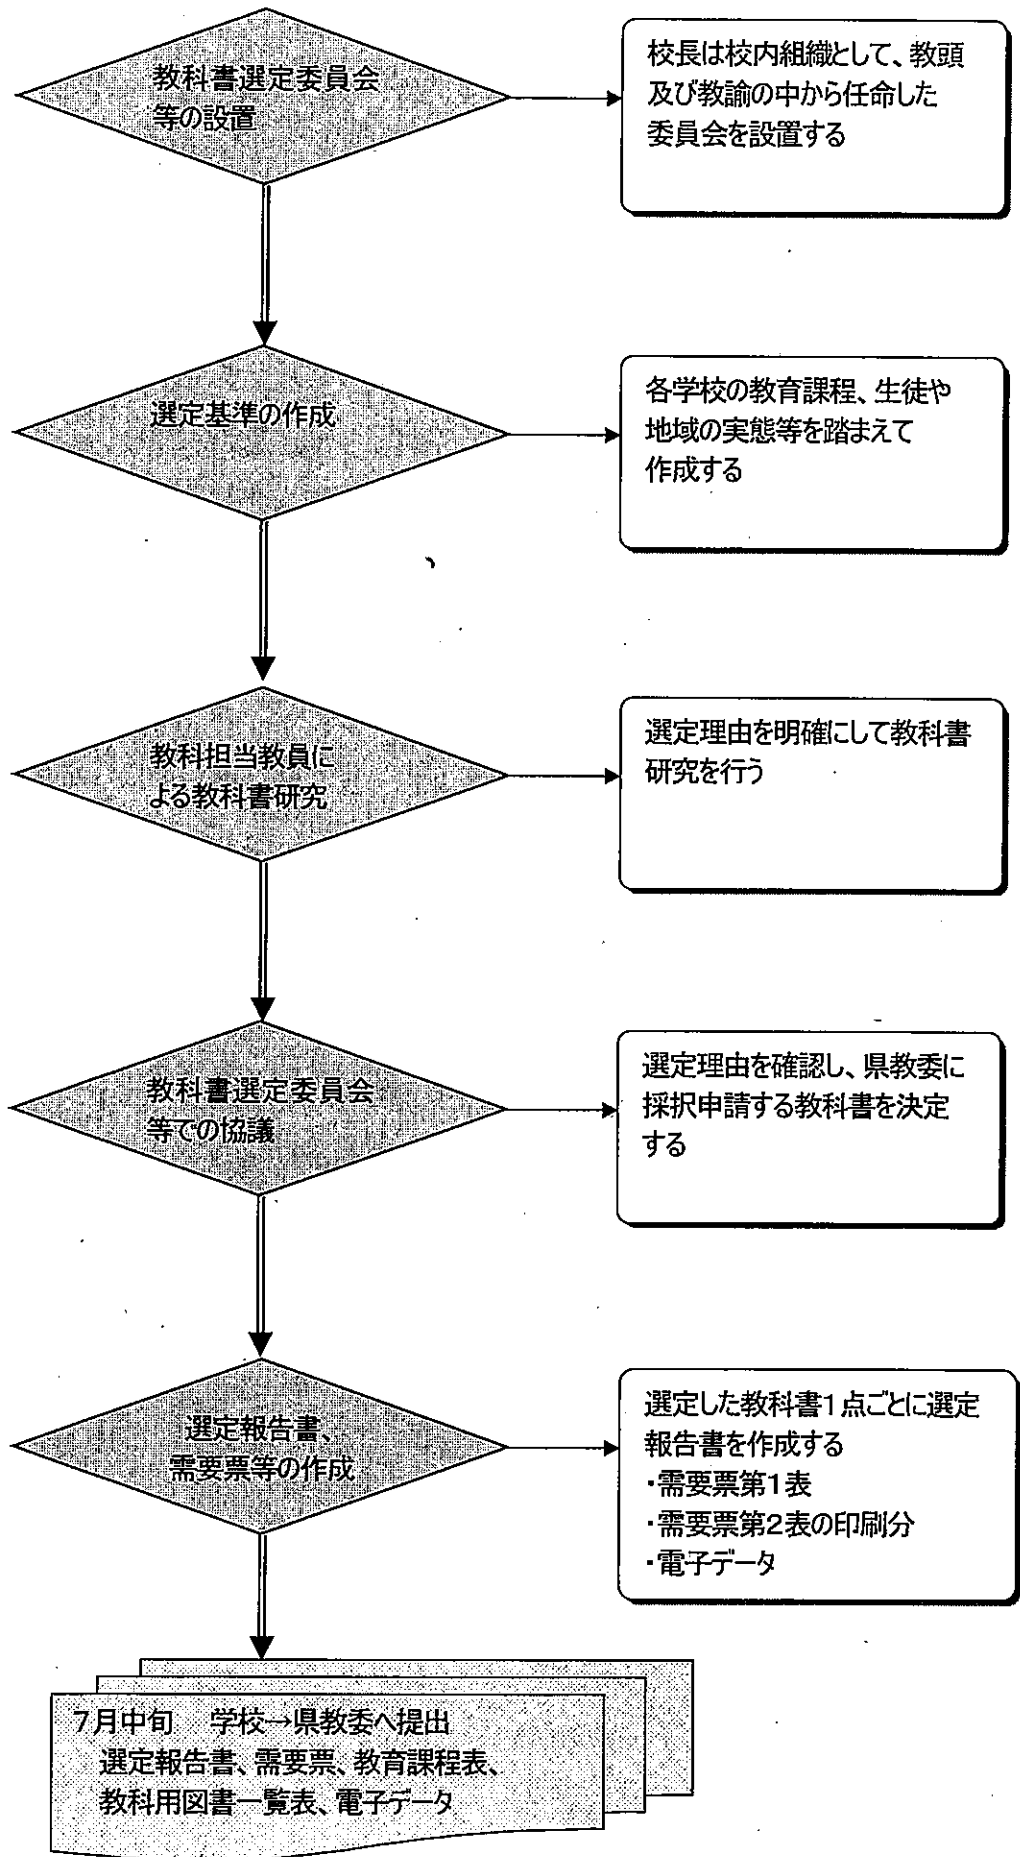 教科書選定委員会
等の設置
校長は校内組織として、教頭
及び教諭の中から任命した
委員会を設置する
選定基準の作成
各学校の教育課程、生徒や
地域の実態等を踏まえて
作成する
教科担当教員に
よる教科書研究
選定理由を明確にして教科書
研究を行う
教科書選定委員会
等での協議
選定理由を確認し、県教委に
採択申請する教科書を決定
する
選定報告書、
需要票等の作成
選定した教科書1点ごとに選定
報告書を作成する
・需要票第1表
・需要票第2表の印刷分
・電子データ
7月中旬　学校→県教委へ提出
選定報告書、需要票、教育課程表、
教科用図書一覧表、電子データ